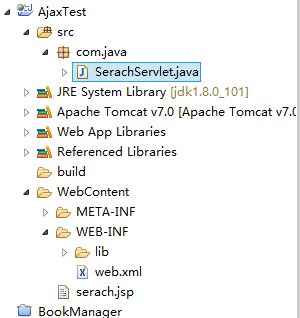 AjaxTest
src
com.java
SerachServlet.java
JRE System Library [jdk1.8.0_101]
Apache Tomcat v7.0 [Apache Tomcat v7.0]
Web App Libraries
Referenced Libraries
build
WebContent
META-INF
WEB-INF
lib
web.xml
serach.jsp
BookManager